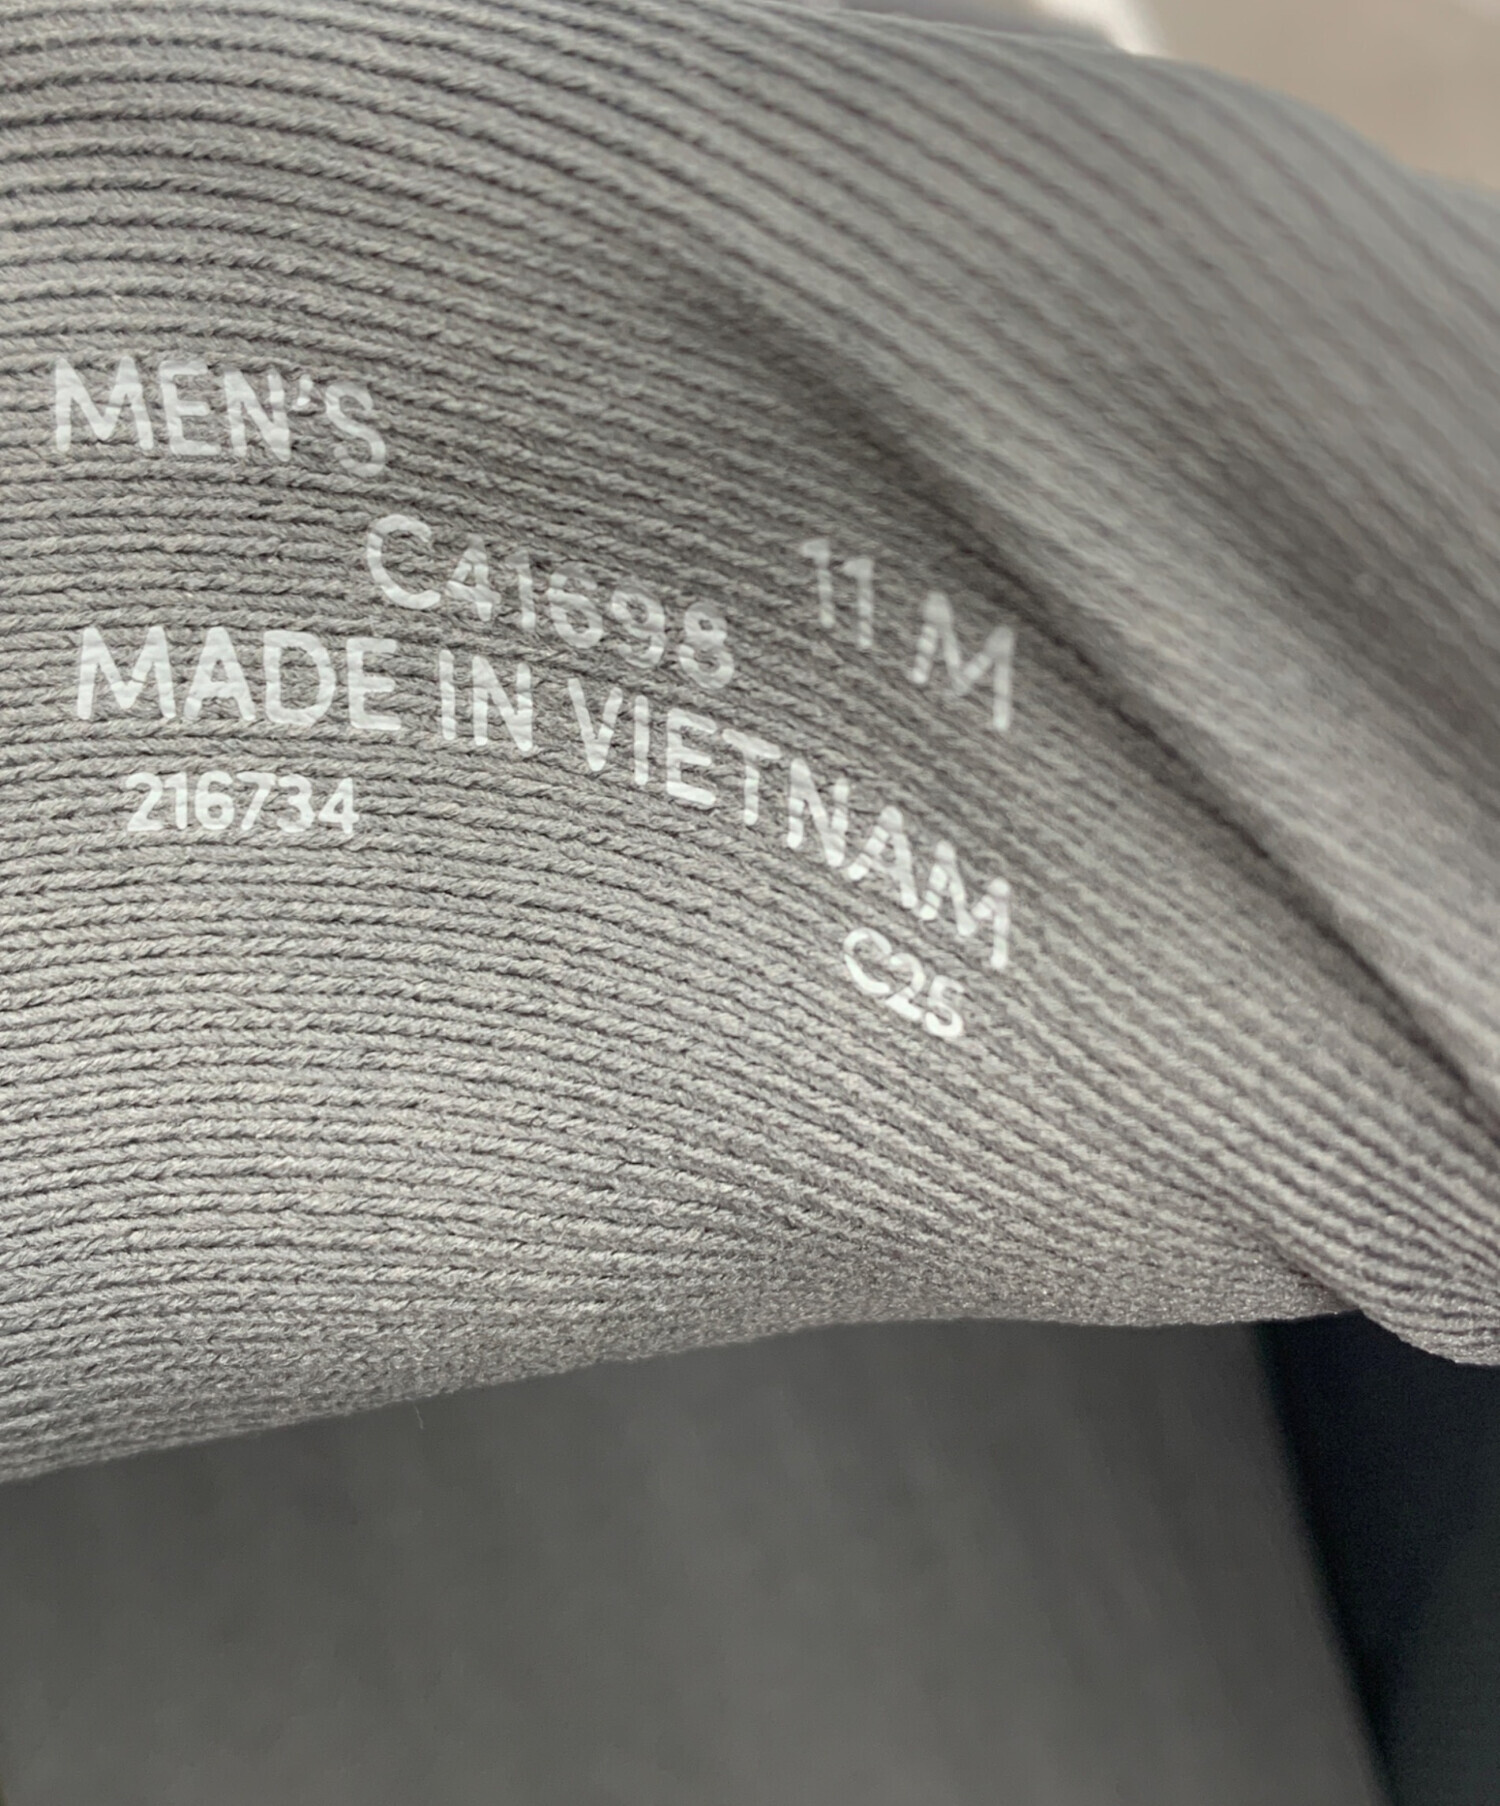 MEN'S
C41698 11 M
MADE IN VIETNAM
216734 C25